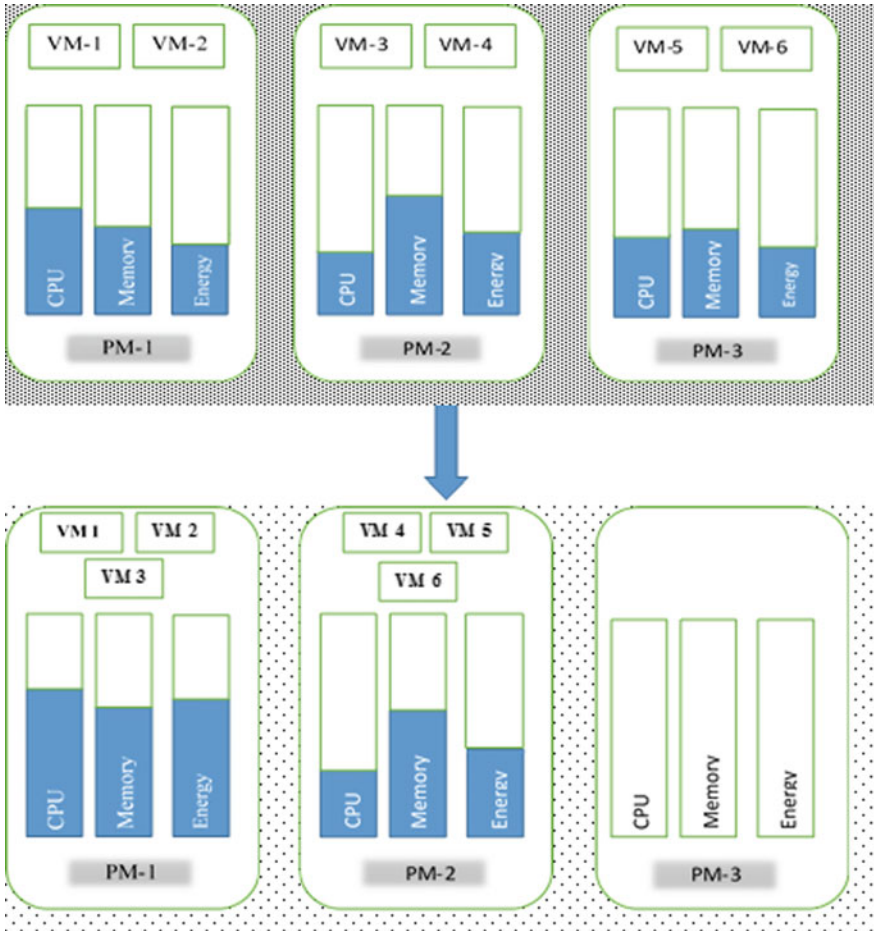 VM-1 VM-2 VM-3 VM-4 VM-5 VM-6
CPU Memory Energy CPU Memory Energy CPU Memory Energy
PM-1 PM-2 PM-3
VM 1 VM 2 VM 4 VM 5
VM 3 VM 6
CPU Memory Energy CPU Memory Energy CPU Memory Energy
PM-1 PM-2 PM-3